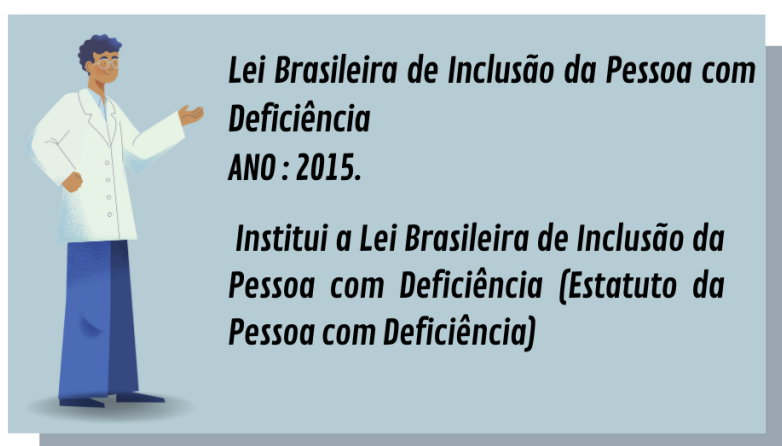 Lei Brasileira de Inclusão da Pessoa com
Deficiência
ANO : 2015.
Institui a Lei Brasileira de Inclusão da
Pessoa com Deficiência (Estatuto da
Pessoa com Deficiência)